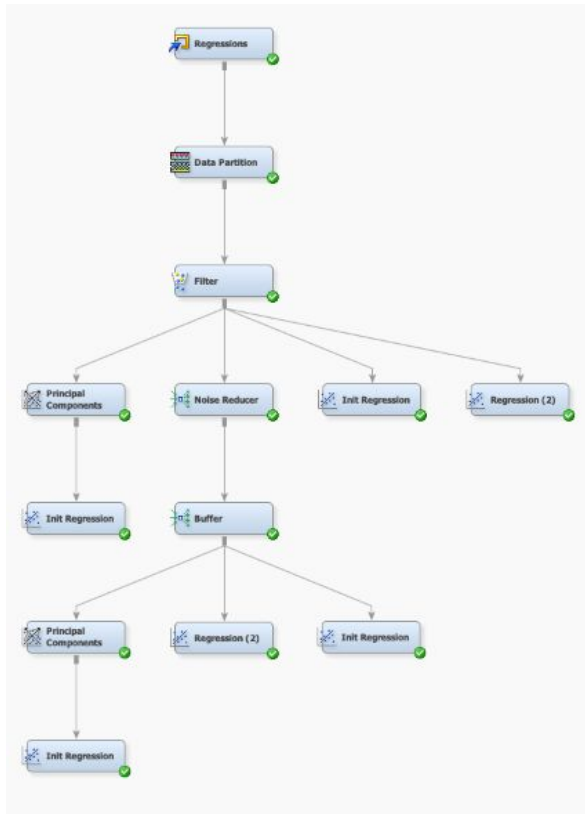 Regressions
Data Partition
Filter
Principal
Components
Noise Reducer
Init Regression
Regression (2)
Init Regression
Buffer
Principal
Components
Regression (2)
Init Regression
Init Regression